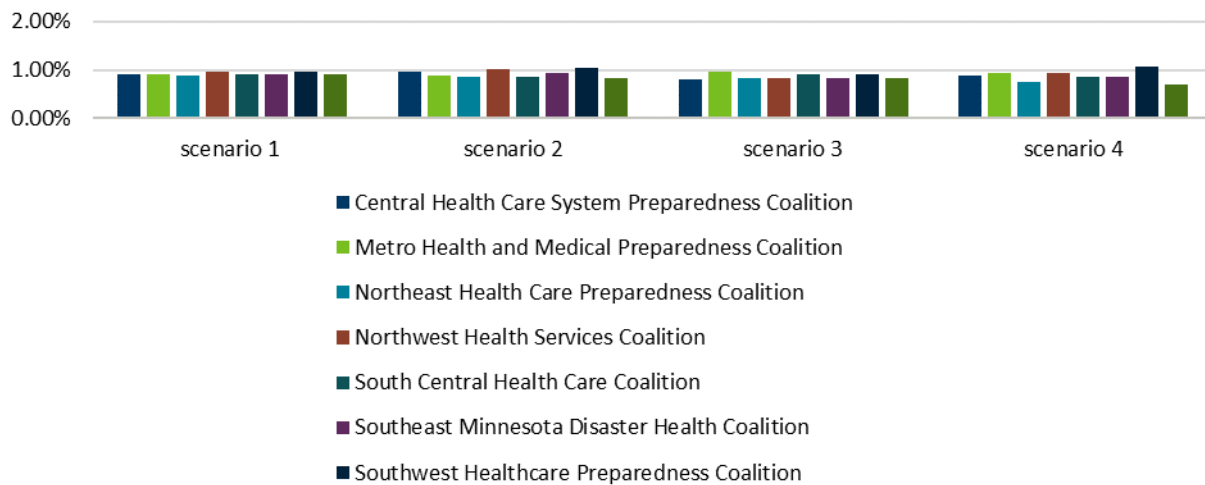 2.00%
1.00%
0.00%
scenario 1
scenario 2
scenario 3
scenario 4
Central Health Care System Preparedness Coalition
Metro Health and Medical Preparedness Coalition
Northeast Health Care Preparedness Coalition
Northwest Health Services Coalition
South Central Health Care Coalition
Southeast Minnesota Disaster Health Coalition
Southwest Healthcare Preparedness Coalition